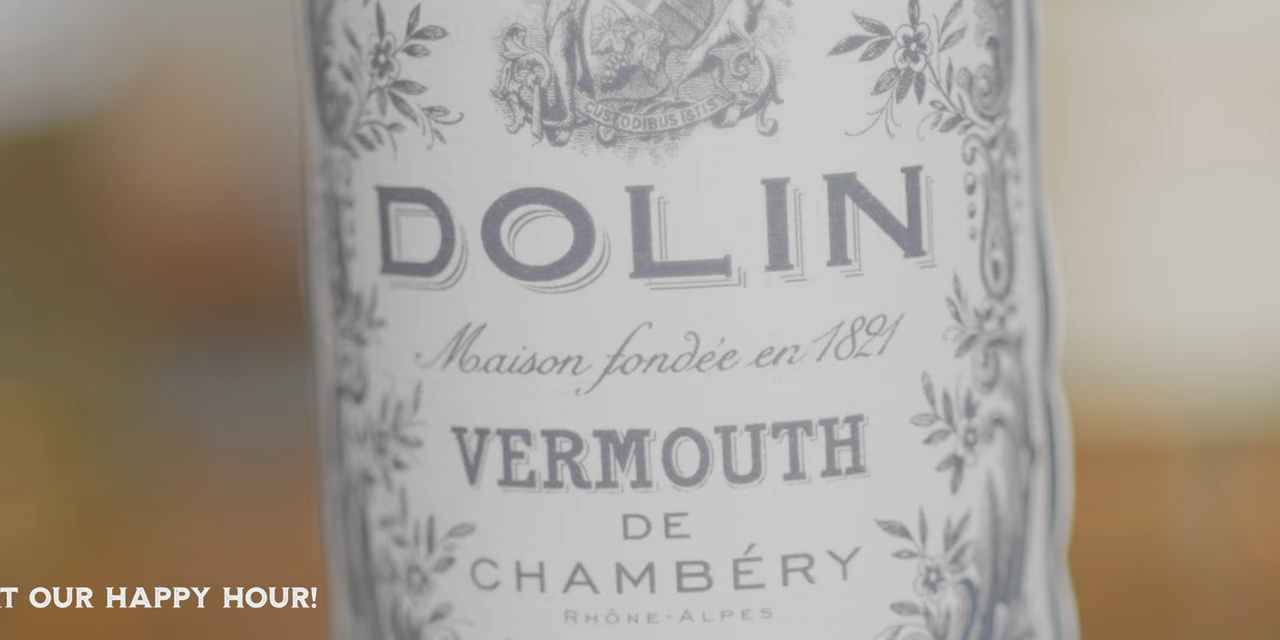 CUSTODIBUS ISTIS
DOLIN
Maison fondée en 1821
VERMOUTH
DE
CHAMBÉRY
RHÔNE-ALPES
OUR HAPPY HOUR!